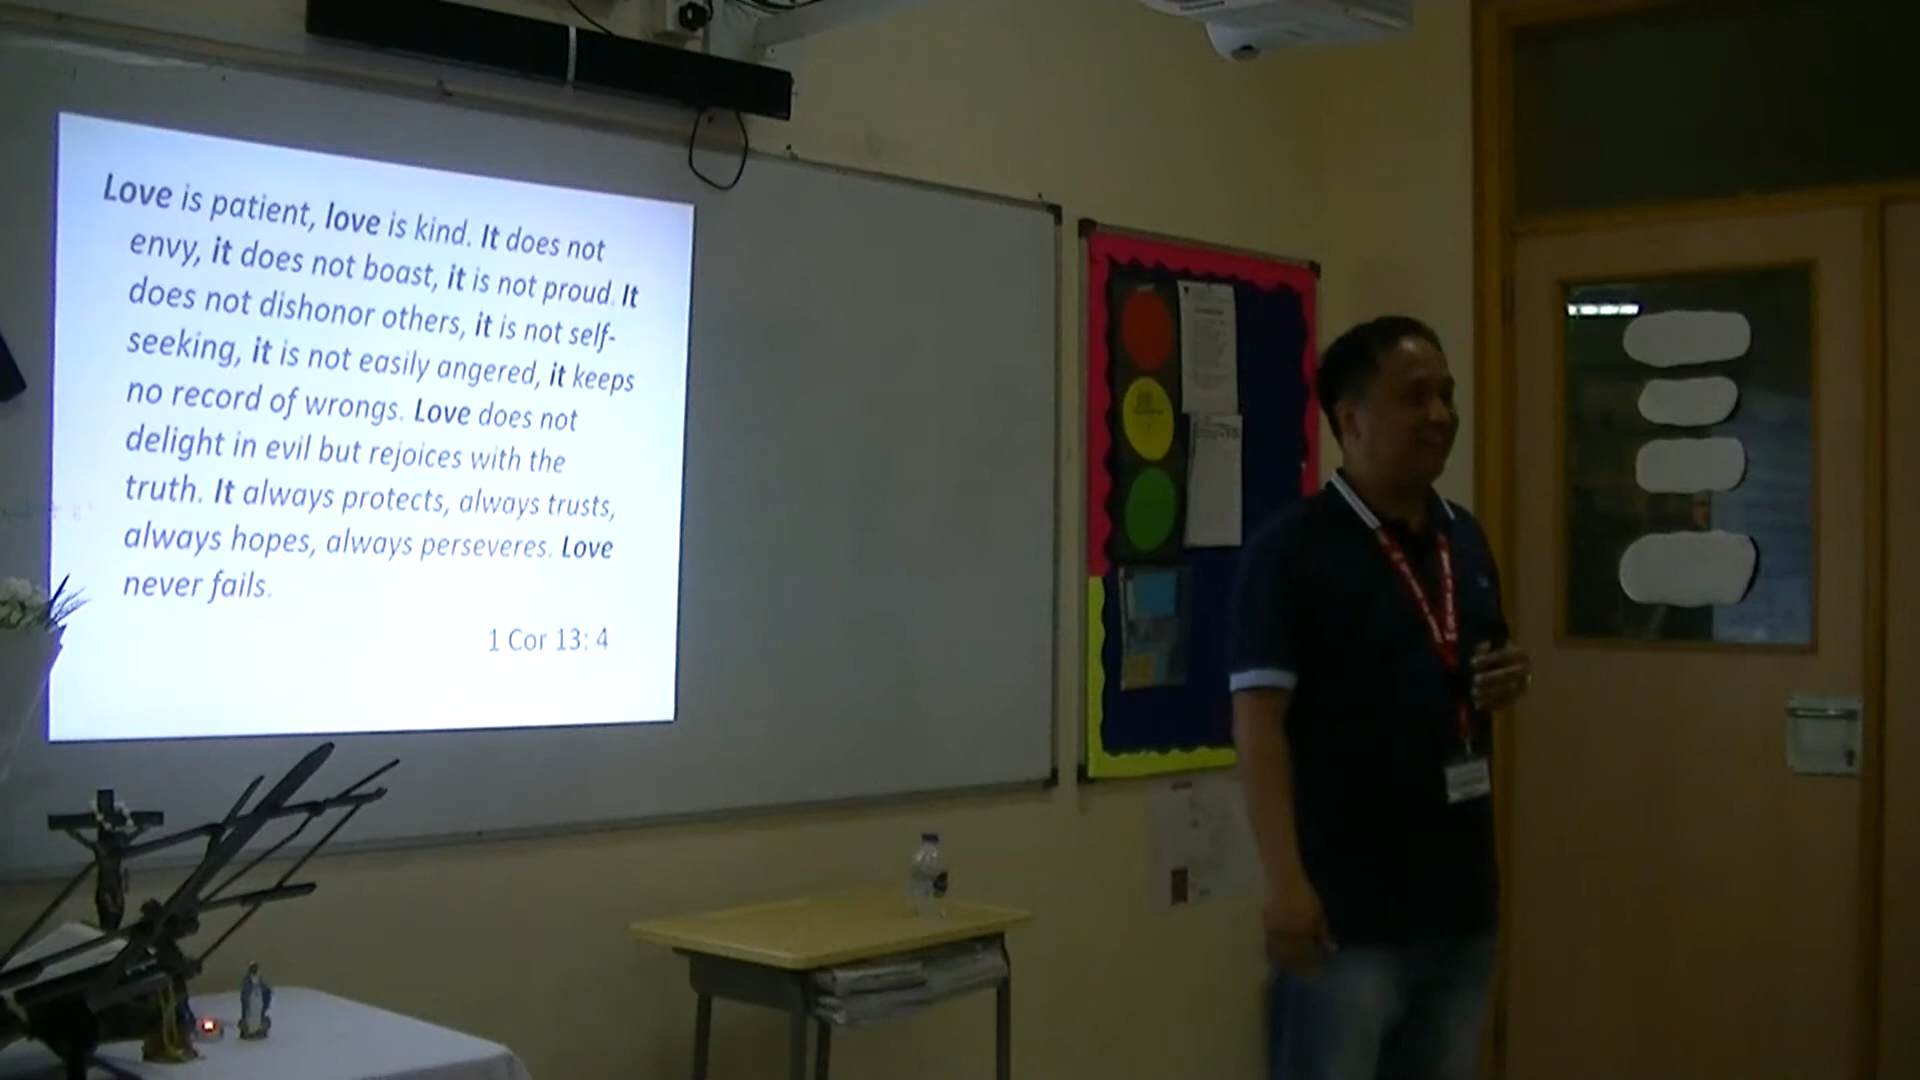 Love is patient, love is kind. It does not
envy, it does not boast, it is not proud. It
does not dishonor others, it is not self-
seeking, it is not easily angered, it keeps
no record of wrongs. Love does not
delight in evil but rejoices with the
truth. It always protects, always trusts,
always hopes, always perseveres. Love
never fails.
1 Cor 13: 4